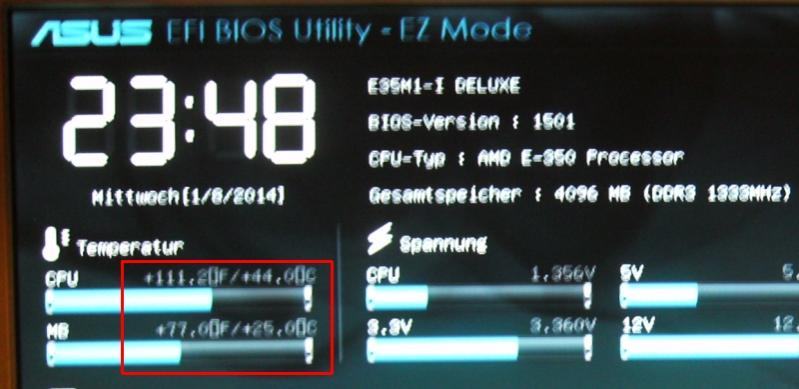 ASUS EFI BIOS Utility - EZ Mode
23:48
Mittwoch[1/8/2014]
E35M1-I DELUXE
BIOS-Version : 1501
CPU-Typ : AMD E-350 Processor
Gesamtspeicher : 4096 MB (DDR3 1333MHz)
Temperatur
CPU +111.2▯F/+44.0▯C
MB +77.0▯F/+25.0▯C
Spannung
CPU 1.356V 5V 5.
3.3V 3.360V 12V 12.